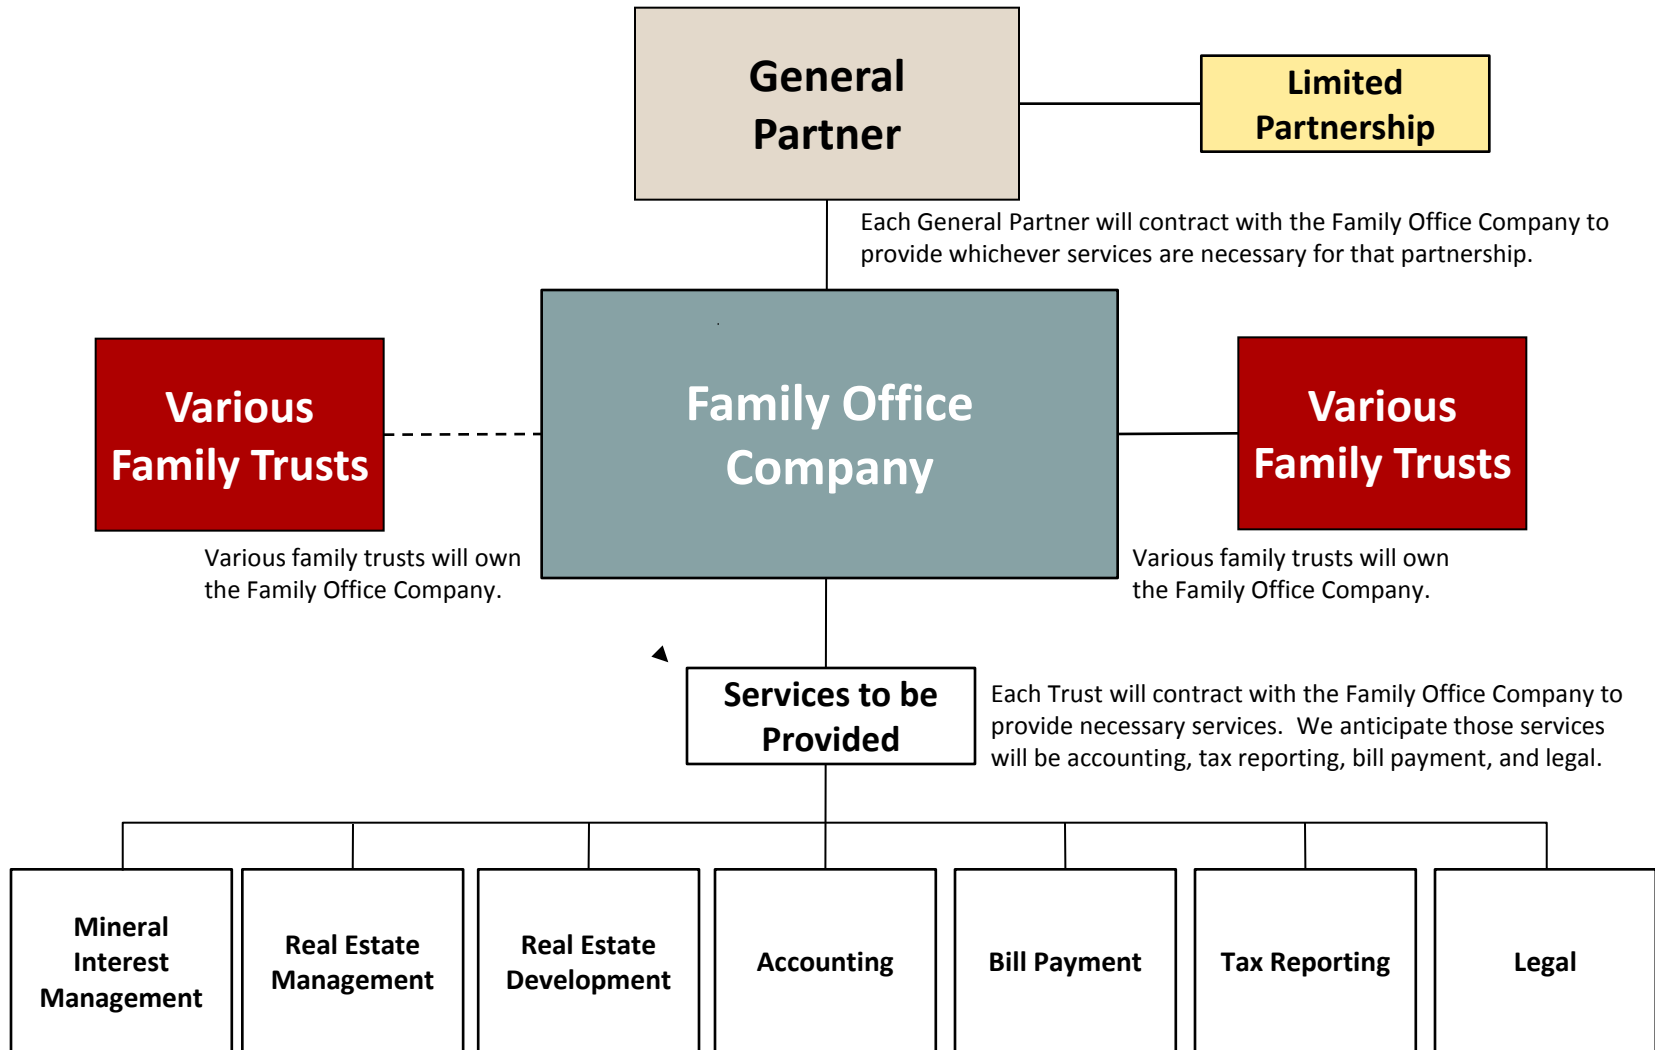 General
Partner
Limited
Partnership
Each General Partner will contract with the Family Office Company to
provide whichever services are necessary for that partnership.
Various
Family Trusts
Family Office
Company
Various
Family Trusts
Various family trusts will own
the Family Office Company.
Various family trusts will own
the Family Office Company.
Services to be
Provided
Each Trust will contract with the Family Office Company to
provide necessary services.  We anticipate those services
will be accounting, tax reporting, bill payment, and legal.
Mineral
Interest
Management
Real Estate
Management
Real Estate
Development
Accounting
Bill Payment
Tax Reporting
Legal